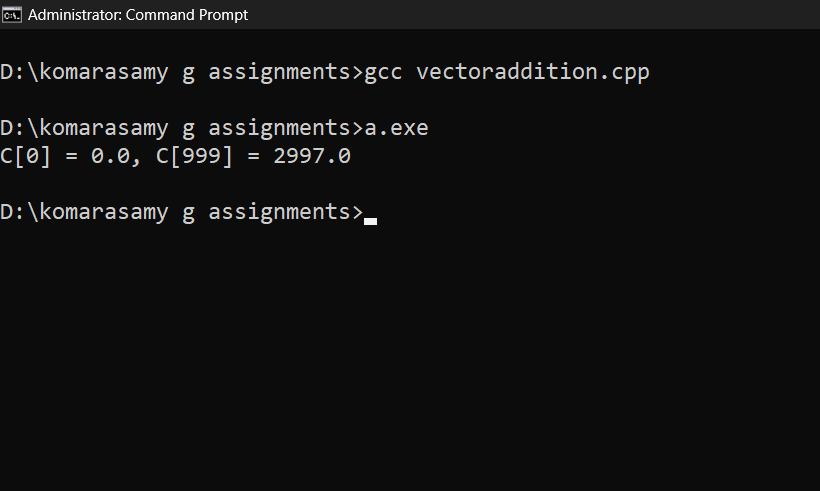 Administrator: Command Prompt
D:\komarasamy g assignments>gcc vectoraddition.cpp
D:\komarasamy g assignments>a.exe
C[0] = 0.0, C[999] = 2997.0
D:\komarasamy g assignments>